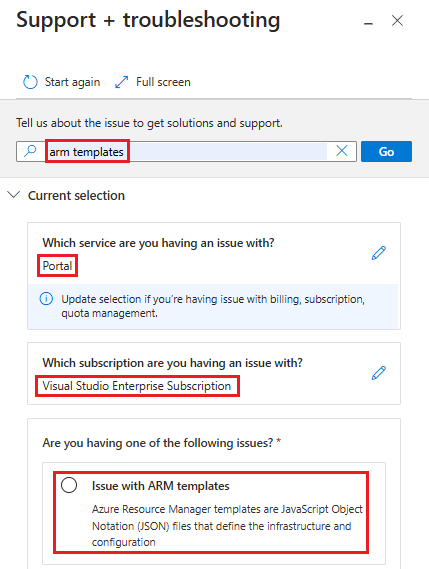 Support + troubleshooting
Start again
Full screen
Tell us about the issue to get solutions and support.
arm templates
Go
Current selection
Which service are you having an issue with?
Portal
Update selection if you're having issue with billing, subscription,
quota management.
Which subscription are you having an issue with?
Visual Studio Enterprise Subscription
Are you having one of the following issues? *
Issue with ARM templates
Azure Resource Manager templates are JavaScript Object
Notation (JSON) files that define the infrastructure and
configuration